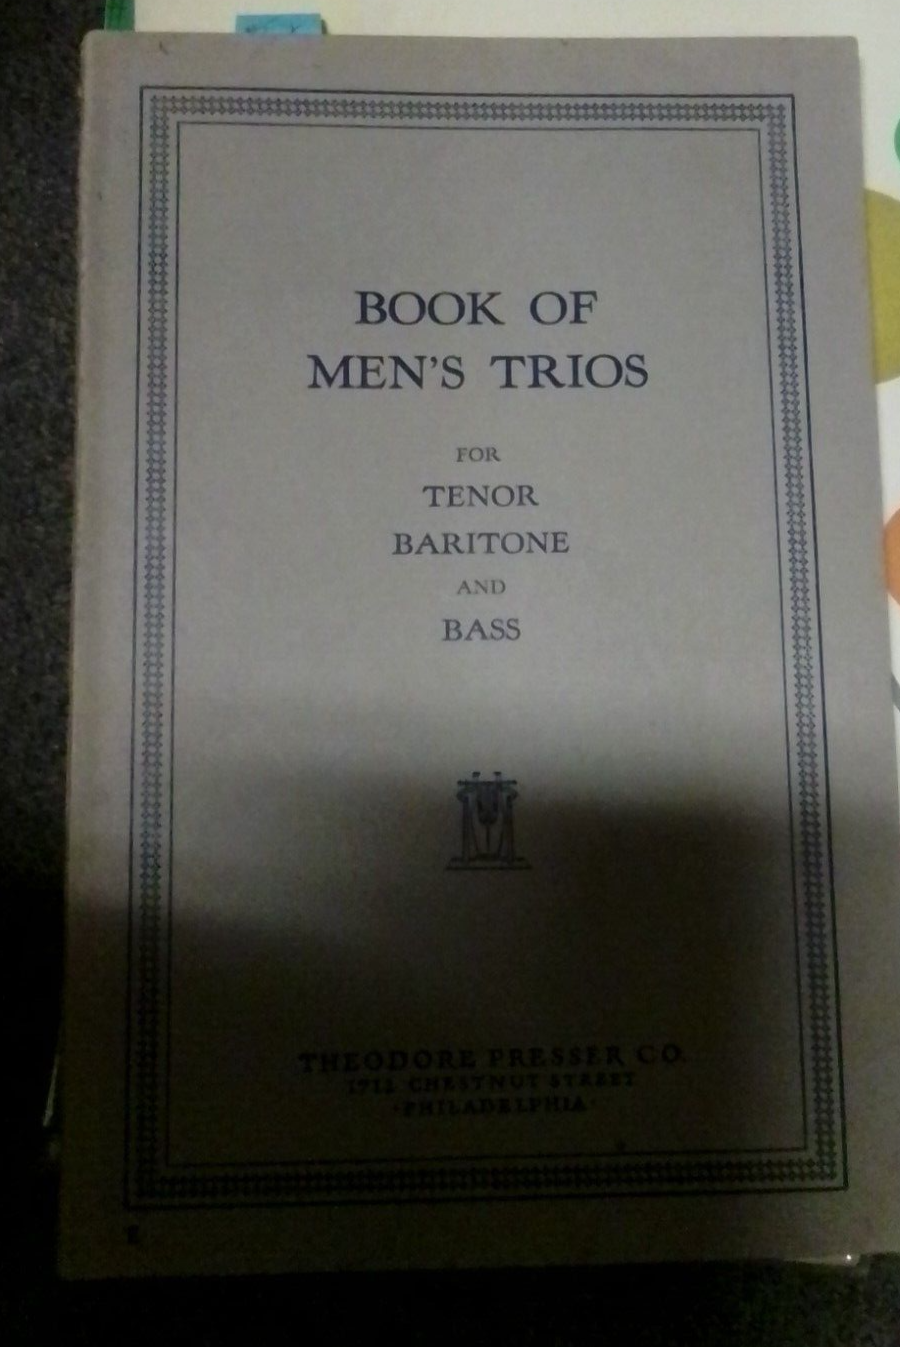 BOOK OF
MEN'S TRIOS
FOR
TENOR
BARITONE
AND
BASS
THEODORE PRESSER CO.
1712 CHESTNUT STREET
PHILADELPHIA